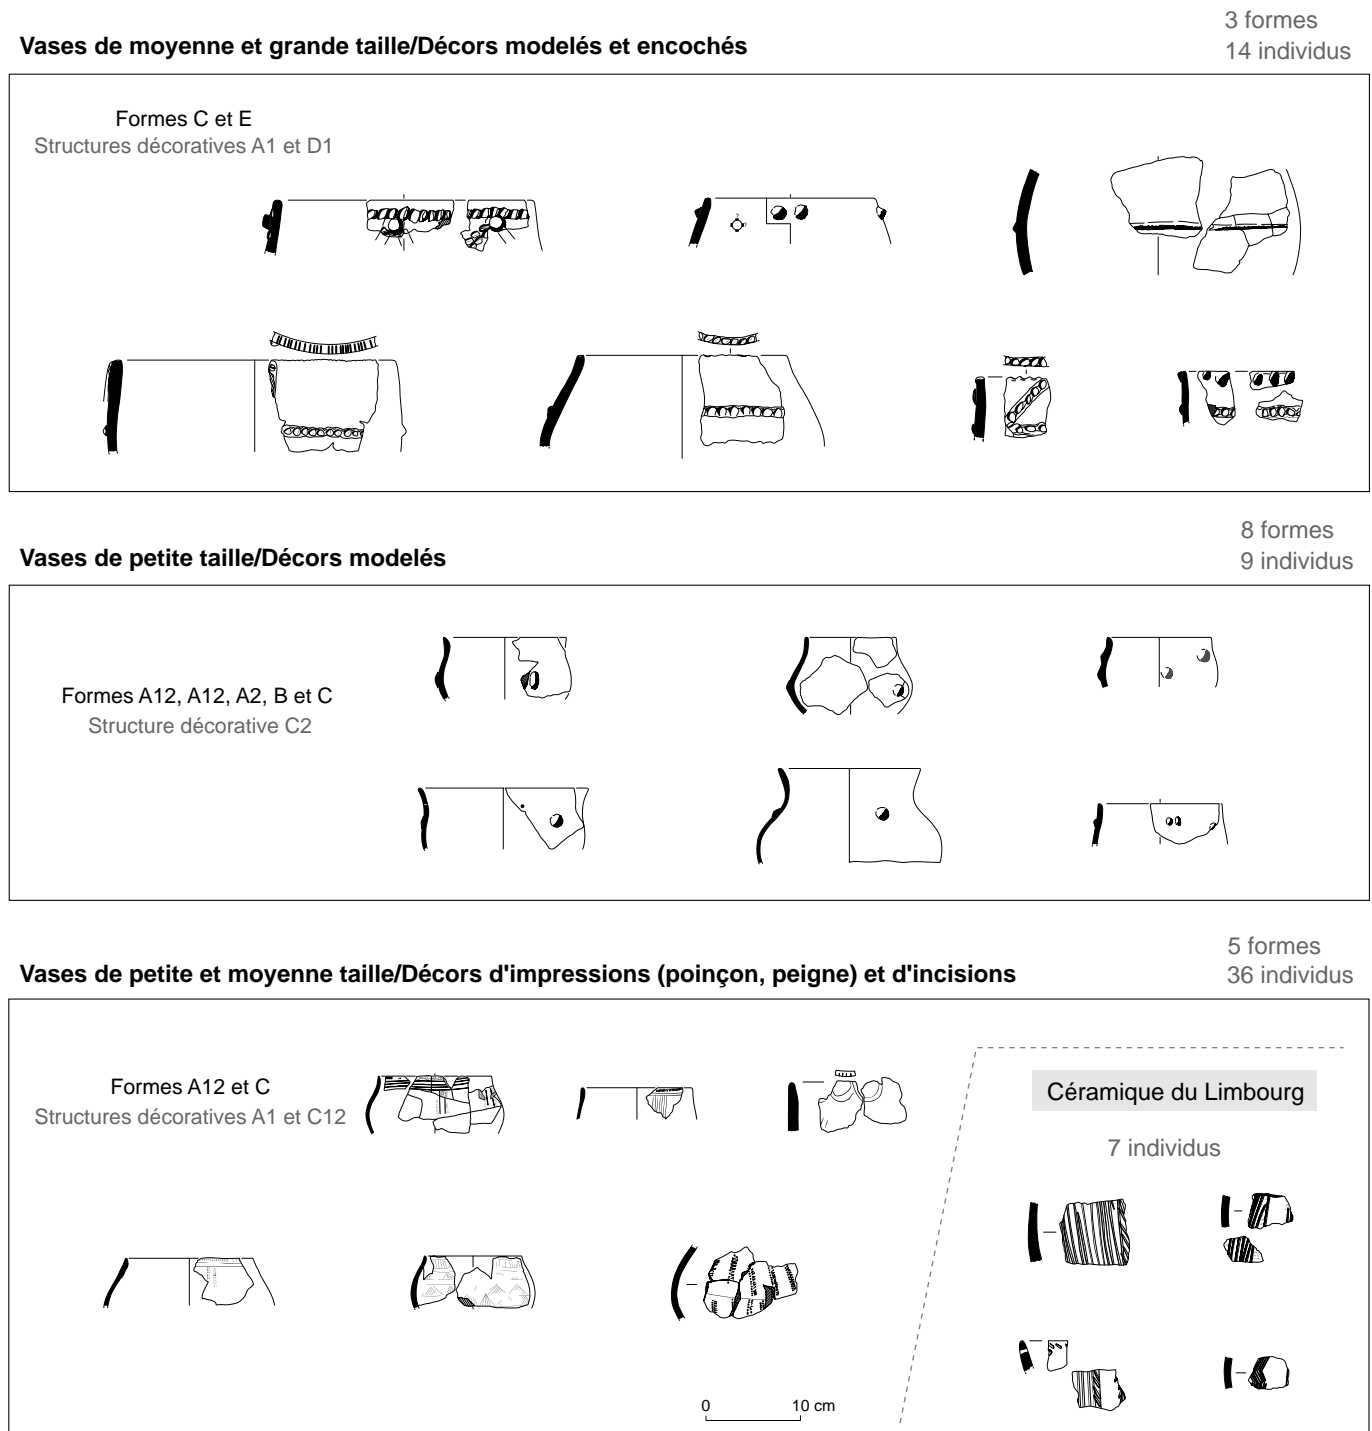 3 formes
Vases de moyenne et grande taille/Décors modelés et encochés
14 individus
Formes C et E
Structures décoratives A1 et D1
8 formes
Vases de petite taille/Décors modelés
9 individus
Formes A12, A12, A2, B et C
Structure décorative C2
5 formes
Vases de petite et moyenne taille/Décors d'impressions (poinçon, peigne) et d'incisions
36 individus
Formes A12 et C
Structures décoratives A1 et C12
Céramique du Limbourg
7 individus
0 10 cm